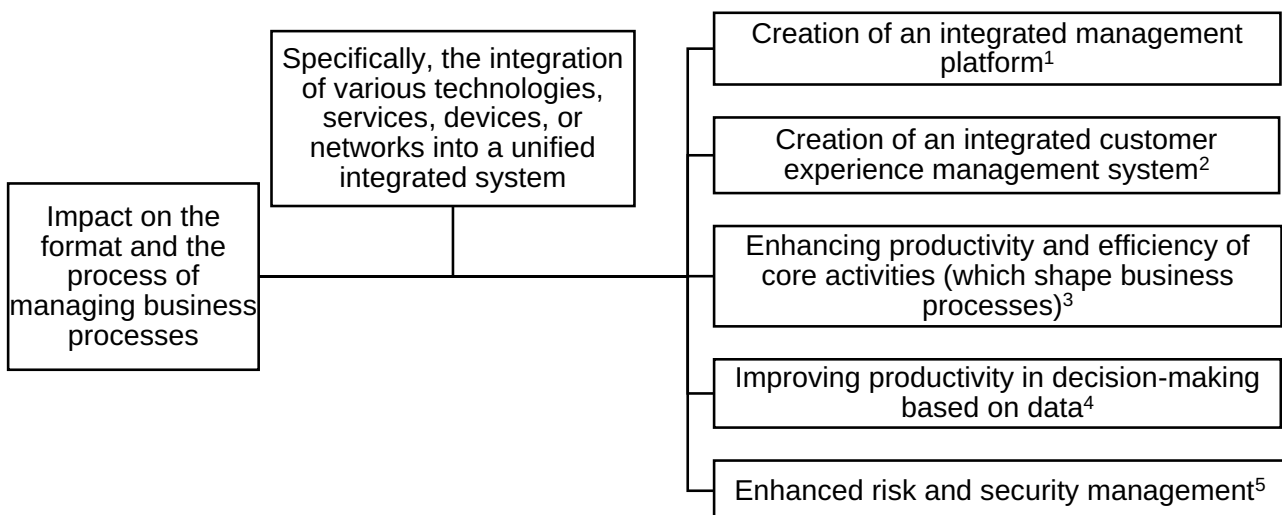 Impact on the
format and the
process of
managing business
processes
Specifically, the integration
of various technologies,
services, devices, or
networks into a unified
integrated system
Creation of an integrated management
platform¹
Creation of an integrated customer
experience management system²
Enhancing productivity and efficiency of
core activities (which shape business
processes)³
Improving productivity in decision-making
based on data⁴
Enhanced risk and security management⁵